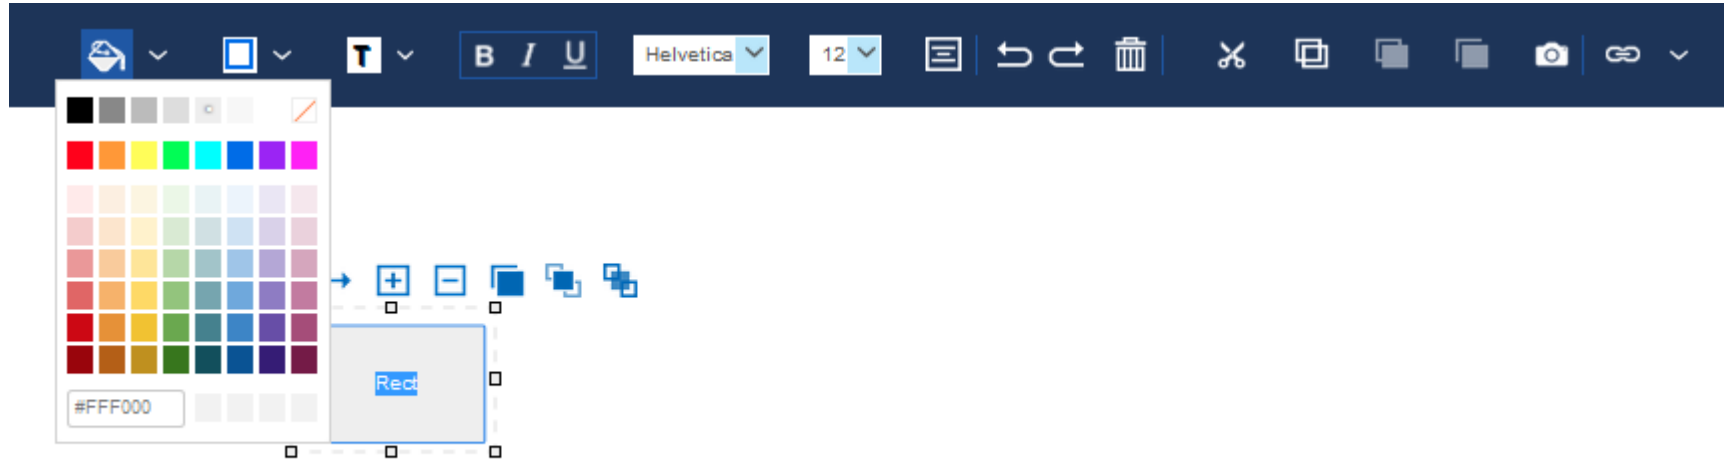 T
B I U
Helvetica
12
Rect
#FFF000